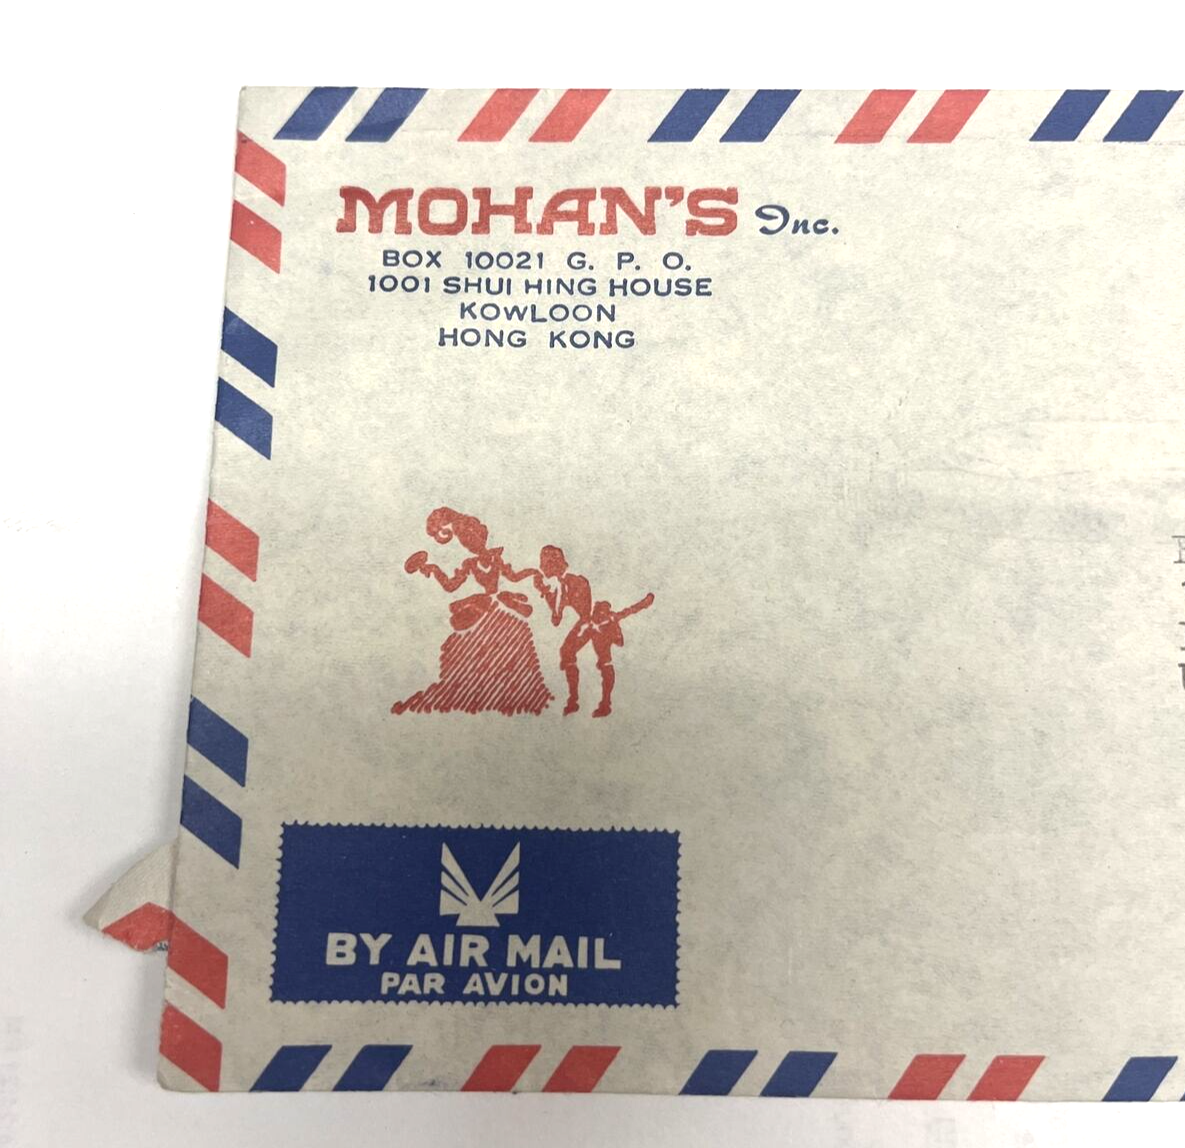 MOHAN'S Inc.
BOX 10021 G. P. O.
1001 SHUI HING HOUSE
KOWLOON
HONG KONG
BY AIR MAIL
PAR AVION